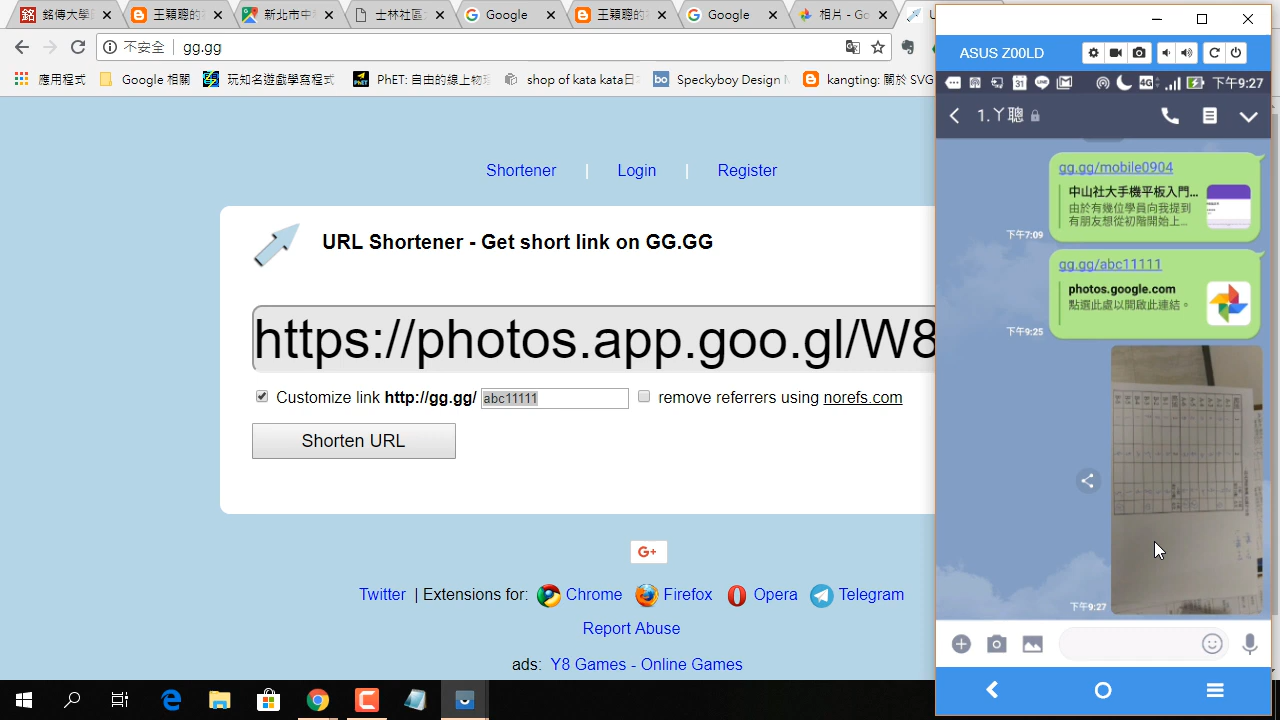 銘傳大學
王穎聰的
新北市中
士林社區
Google
王穎聰的
Google
相片 - Go
不安全
gg.gg
應用程式
Google 相關
玩知名遊戲學寫程式
PhET: 自由的線上物
shop of kata kata日
Speckyboy Design
kangting: 關於 SVG
Shortener | Login | Register
URL Shortener - Get short link on GG.GG
https://photos.app.goo.gl/W8
Customize link http://gg.gg/ abc11111 remove referrers using norefs.com
Shorten URL
G+
Twitter | Extensions for: Chrome Firefox Opera Telegram
Report Abuse
ads: Y8 Games - Online Games
ASUS Z00LD
31
4G
下午9:27
1.丫聰
gg.gg/mobile0904
中山社大手機平板入門...
由於有幾位學員向我提到
有朋友想從初階開始上...
下午7:09
gg.gg/abc11111
photos.google.com
點選此處以開啟此連結。
下午9:25
下午9:27